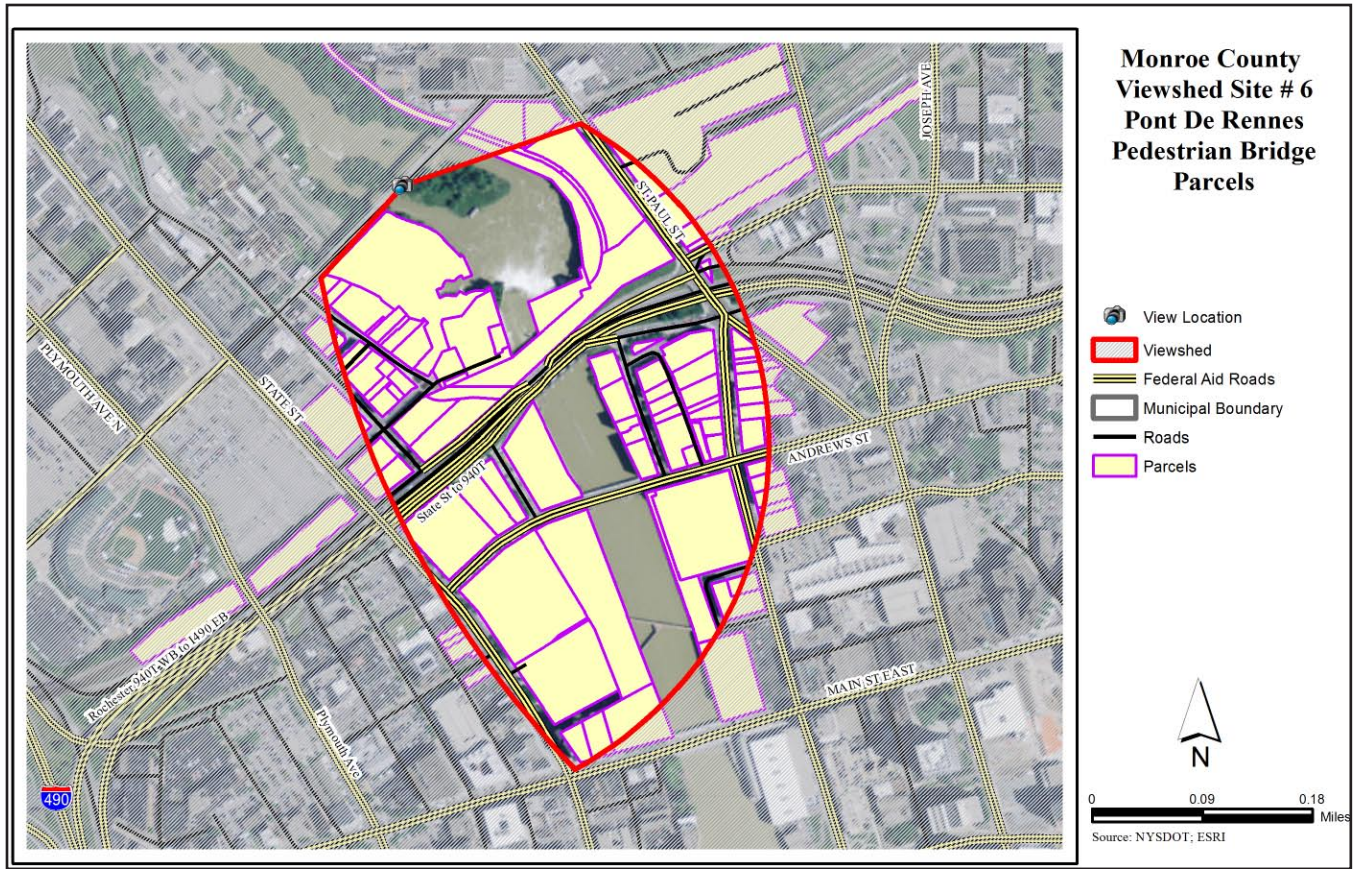 Monroe County
Viewshed Site # 6
Pont De Rennes
Pedestrian Bridge
Parcels
JOSEPH AVE
ST PAUL ST
PLYMOUTH AVE N
STATE ST
ANDREWS ST
State St to 940T
Rochester 940T WB to I490 EB
MAIN ST EAST
Plymouth Ave
490
View Location
Viewshed
Federal Aid Roads
Municipal Boundary
Roads
Parcels
N
0 0.09 0.18
Miles
Source: NYSDOT; ESRI